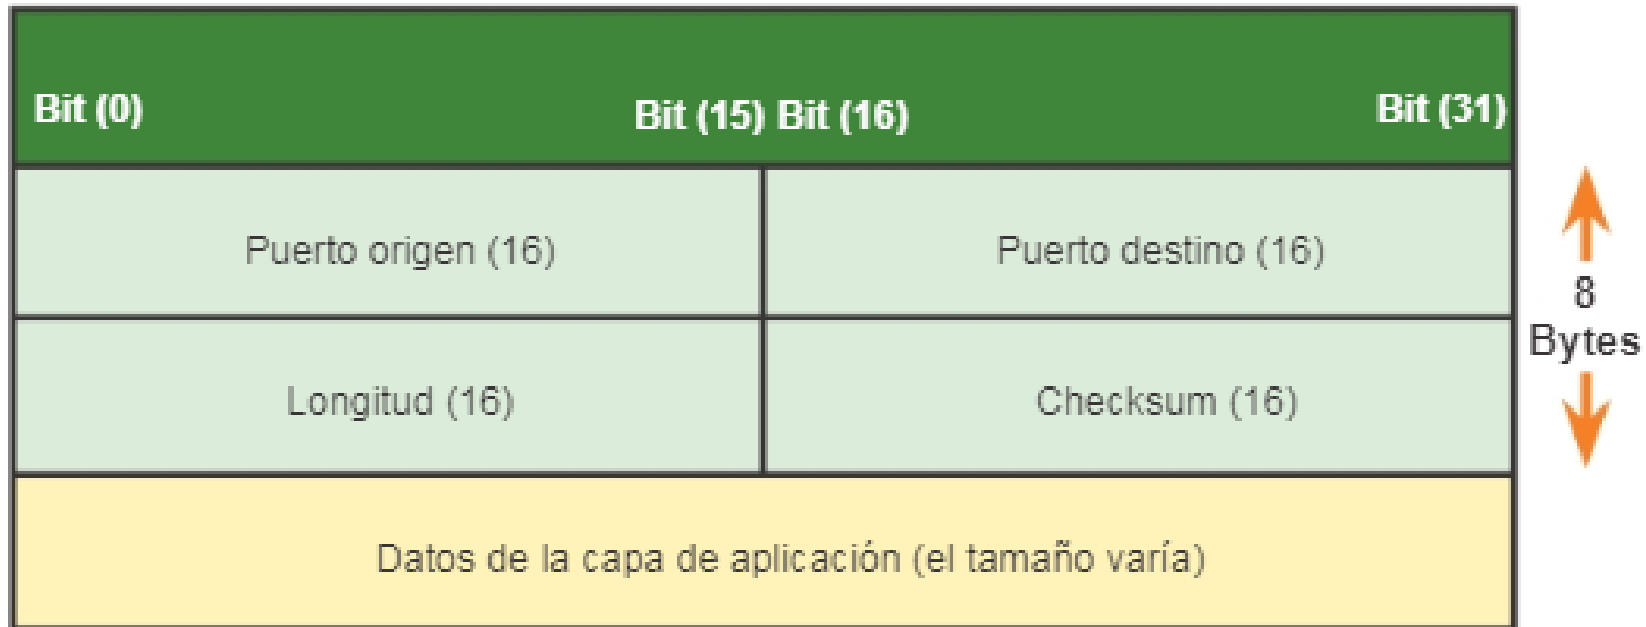 Bit (0)
Bit (15) Bit (16)
Bit (31)
Puerto origen (16)
Puerto destino (16)
8
Bytes
Longitud (16)
Checksum (16)
Datos de la capa de aplicación (el tamaño varía)